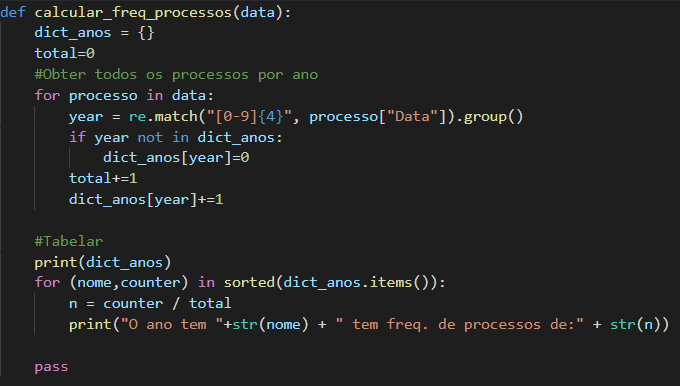 def calcular_freq_processos(data):
    dict_anos = {}
    total=0
    #Obter todos os processos por ano
    for processo in data:
        year = re.match("[0-9]{4}", processo["Data"]).group()
        if year not in dict_anos:
            dict_anos[year]=0
        total+=1
        dict_anos[year]+=1

    #Tabelar
    print(dict_anos)
    for (nome,counter) in sorted(dict_anos.items()):
        n = counter / total
        print("O ano tem "+str(nome) + " tem freq. de processos de:" + str(n))

    pass